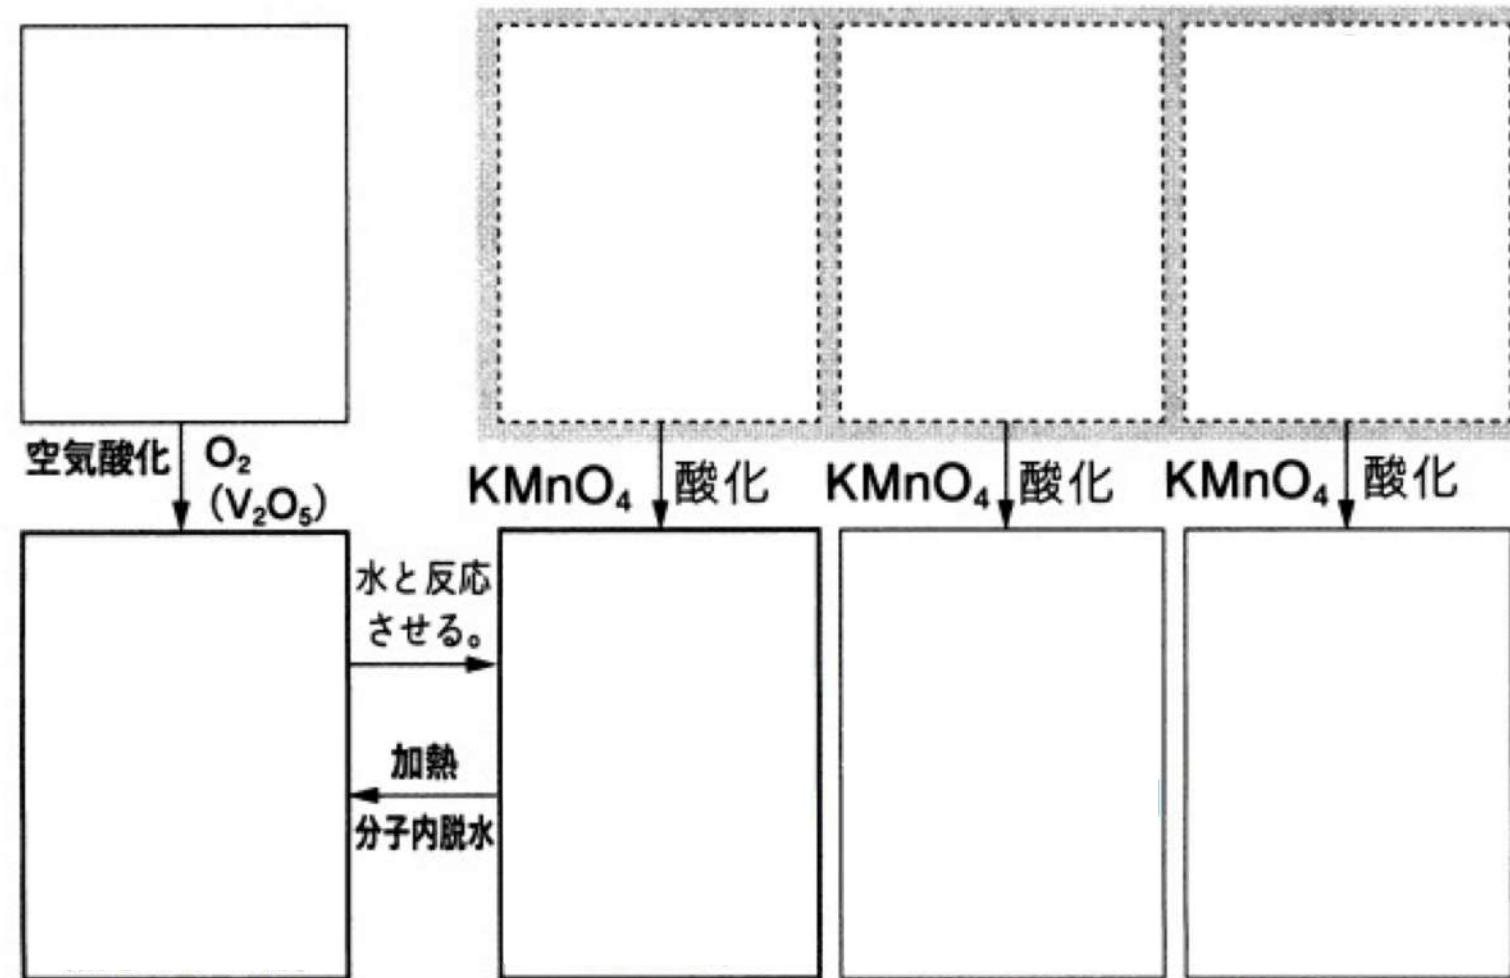 空気酸化 O₂
(V₂O₅)
KMnO₄ 酸化
KMnO₄ 酸化
KMnO₄ 酸化
水と反応
させる。
加熱
分子内脱水